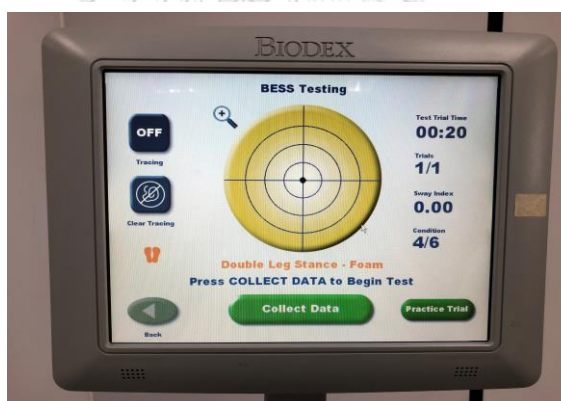 BIODEX
BESS Testing
OFF
Tracing
Clear Tracing
Test Trial Time
00:20
Trials
1/1
Sway Index
0.00
Condition
4/6
Double Leg Stance - Foam
Press COLLECT DATA to Begin Test
Back
Collect Data
Practice Trial